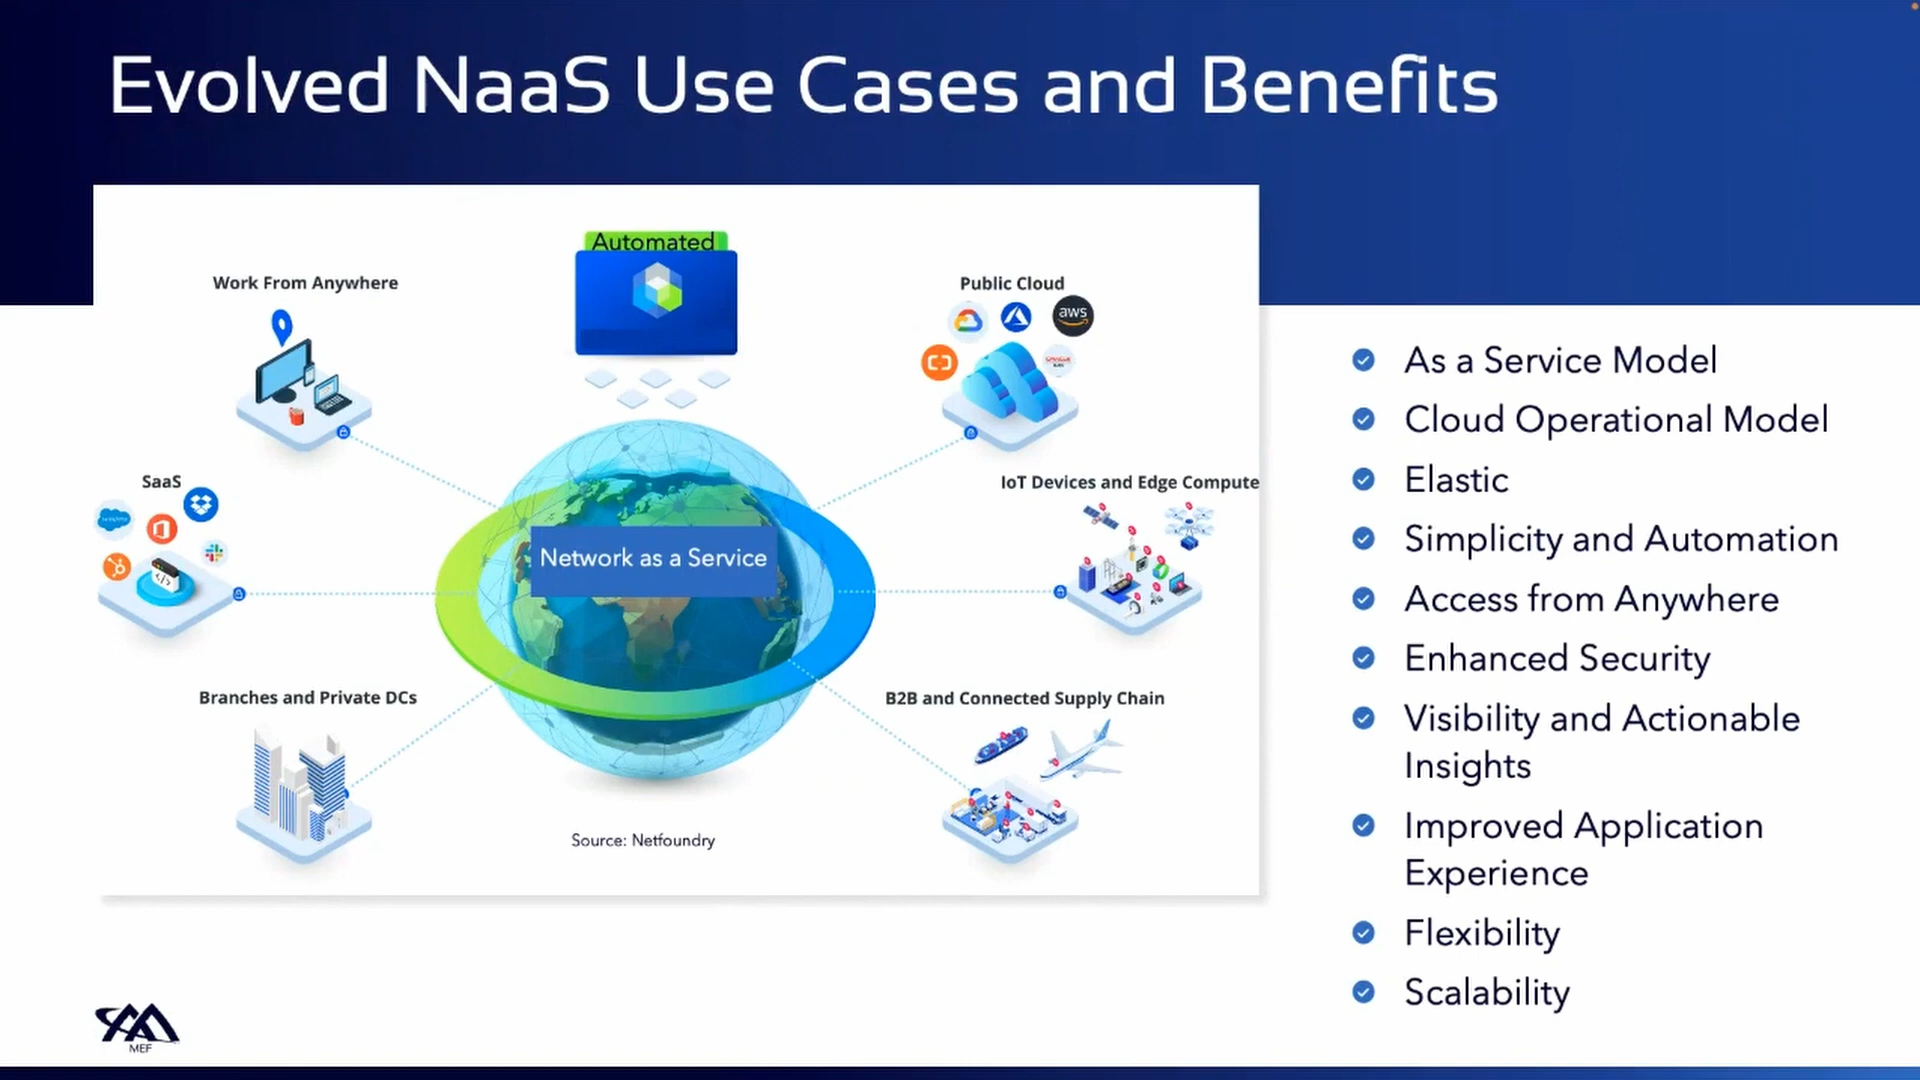 Evolved NaaS Use Cases and Benefits
Automated
Work From Anywhere
Public Cloud
aws
SaaS
IoT Devices and Edge Compute
Network as a Service
Branches and Private DCs
B2B and Connected Supply Chain
Source: Netfoundry
As a Service Model
Cloud Operational Model
Elastic
Simplicity and Automation
Access from Anywhere
Enhanced Security
Visibility and Actionable
Insights
Improved Application
Experience
Flexibility
Scalability
MEF